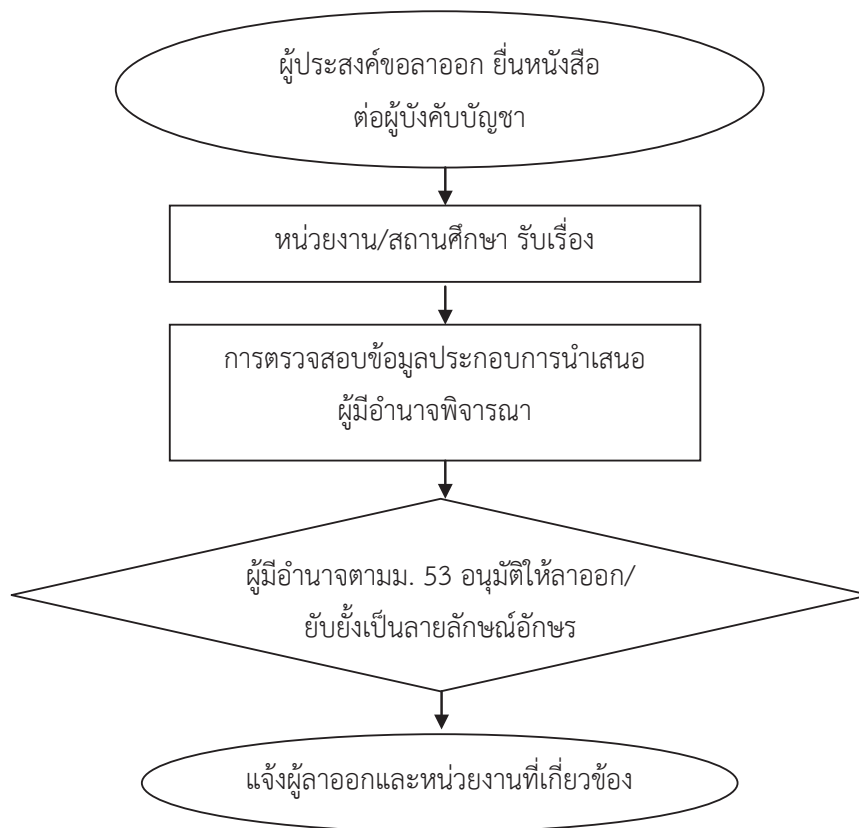 ผู้ประสงค์ขอลาออก ยื่นหนังสือ
ต่อผู้บังคับบัญชา
หน่วยงาน/สถานศึกษา รับเรื่อง
การตรวจสอบข้อมูลประกอบการนำเสนอ
ผู้มีอำนาจพิจารณา
ผู้มีอำนาจตามม. 53 อนุมัติให้ลาออก/
ยับยั้งเป็นลายลักษณ์อักษร
แจ้งผู้ลาออกและหน่วยงานที่เกี่ยวข้อง